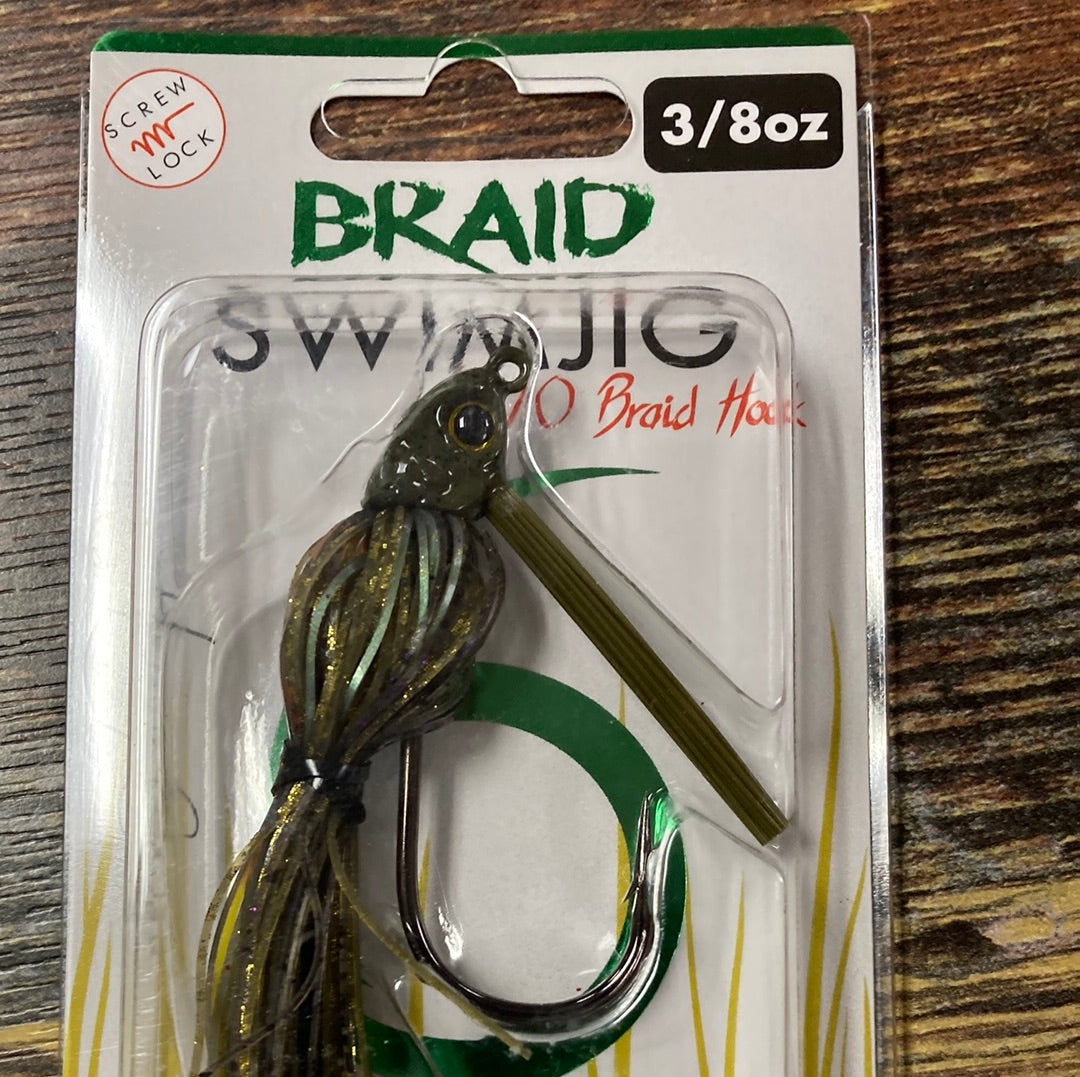 SCREW
LOCK
3/8oz
BRAID
SWIMJIG
Braid Hook